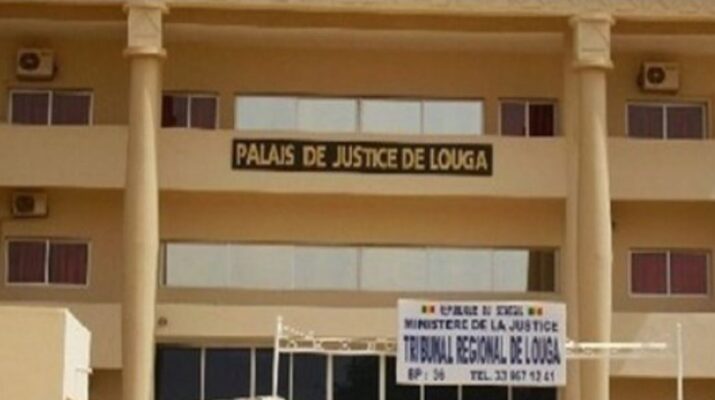 PALAIS DE JUSTICE DE LOUGA
REPUBLIQUE DU SENEGAL
MINISTERE DE LA JUSTICE
TRIBUNAL REGIONAL DE LOUGA
BP : 36 TEL. 33 967 12 41